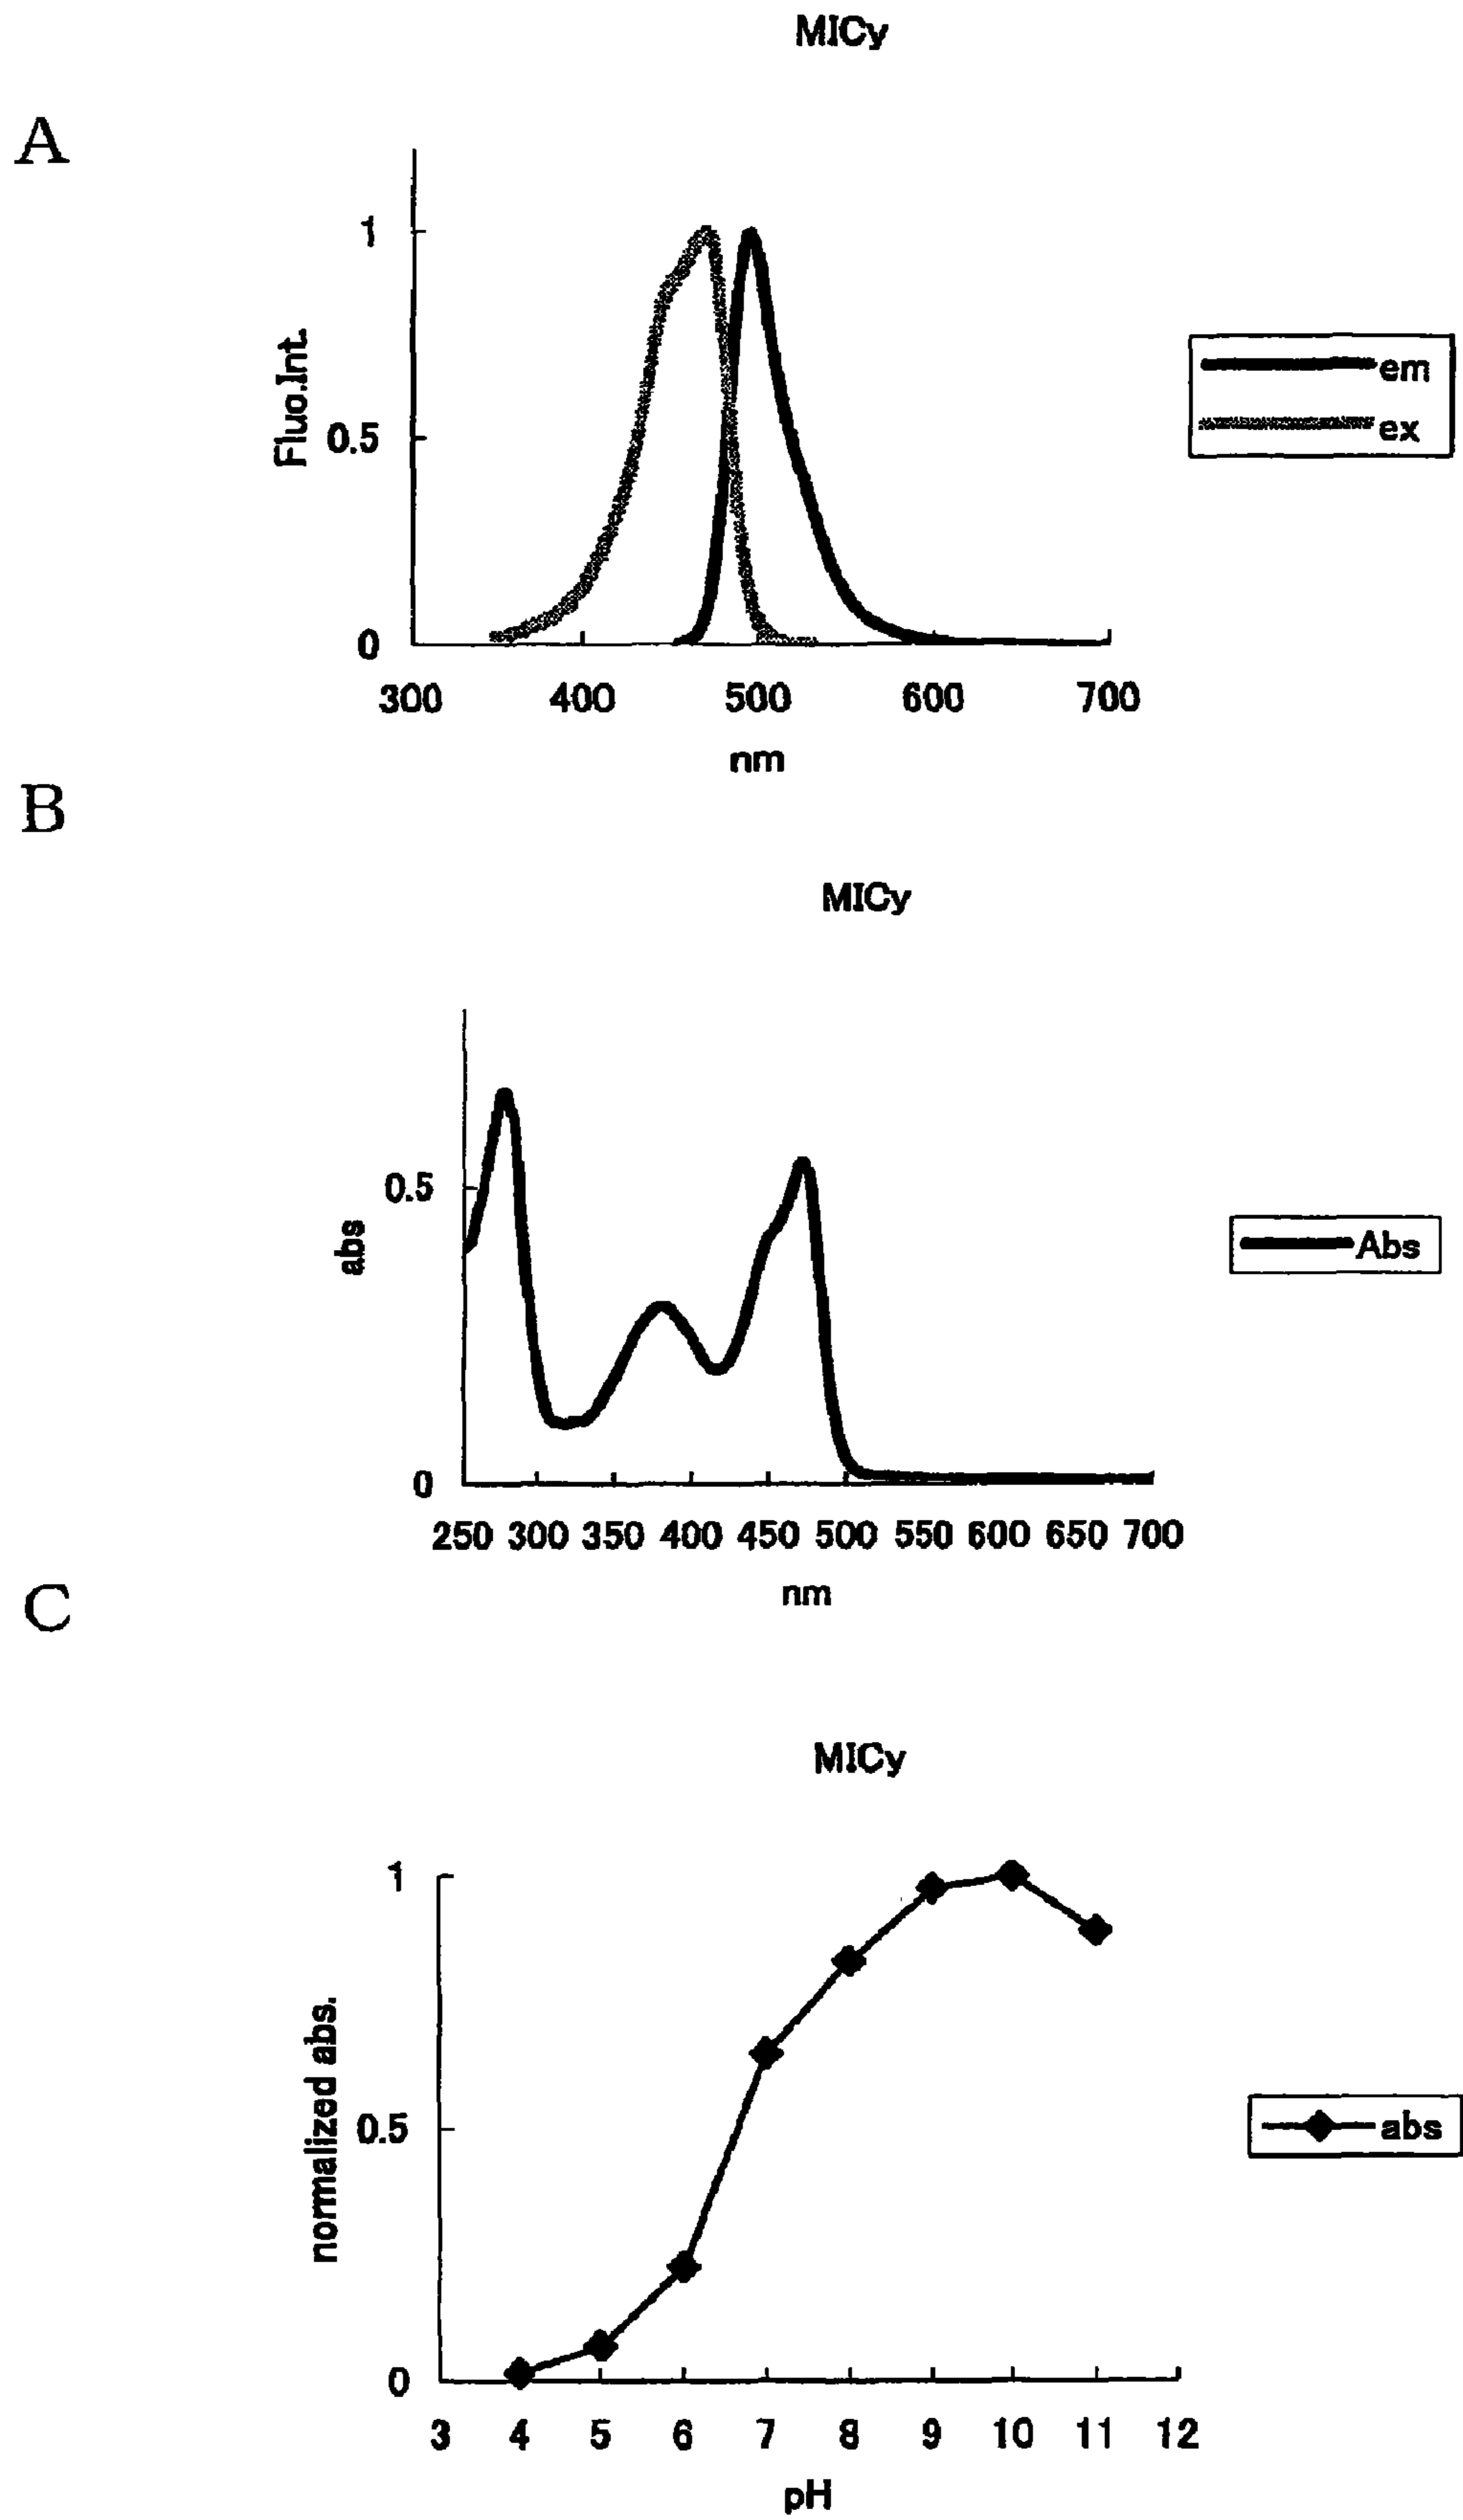 MICy
A
1
Fluo.Int.
0.5
0
em
ex
300 400 500 600 700
nm
B
MICy
0.5
abs
0
Abs
250 300 350 400 450 500 550 600 650 700
nm
C
MICy
1
normalized abs.
0.5
0
abs
3 4 5 6 7 8 9 10 11 12
pH